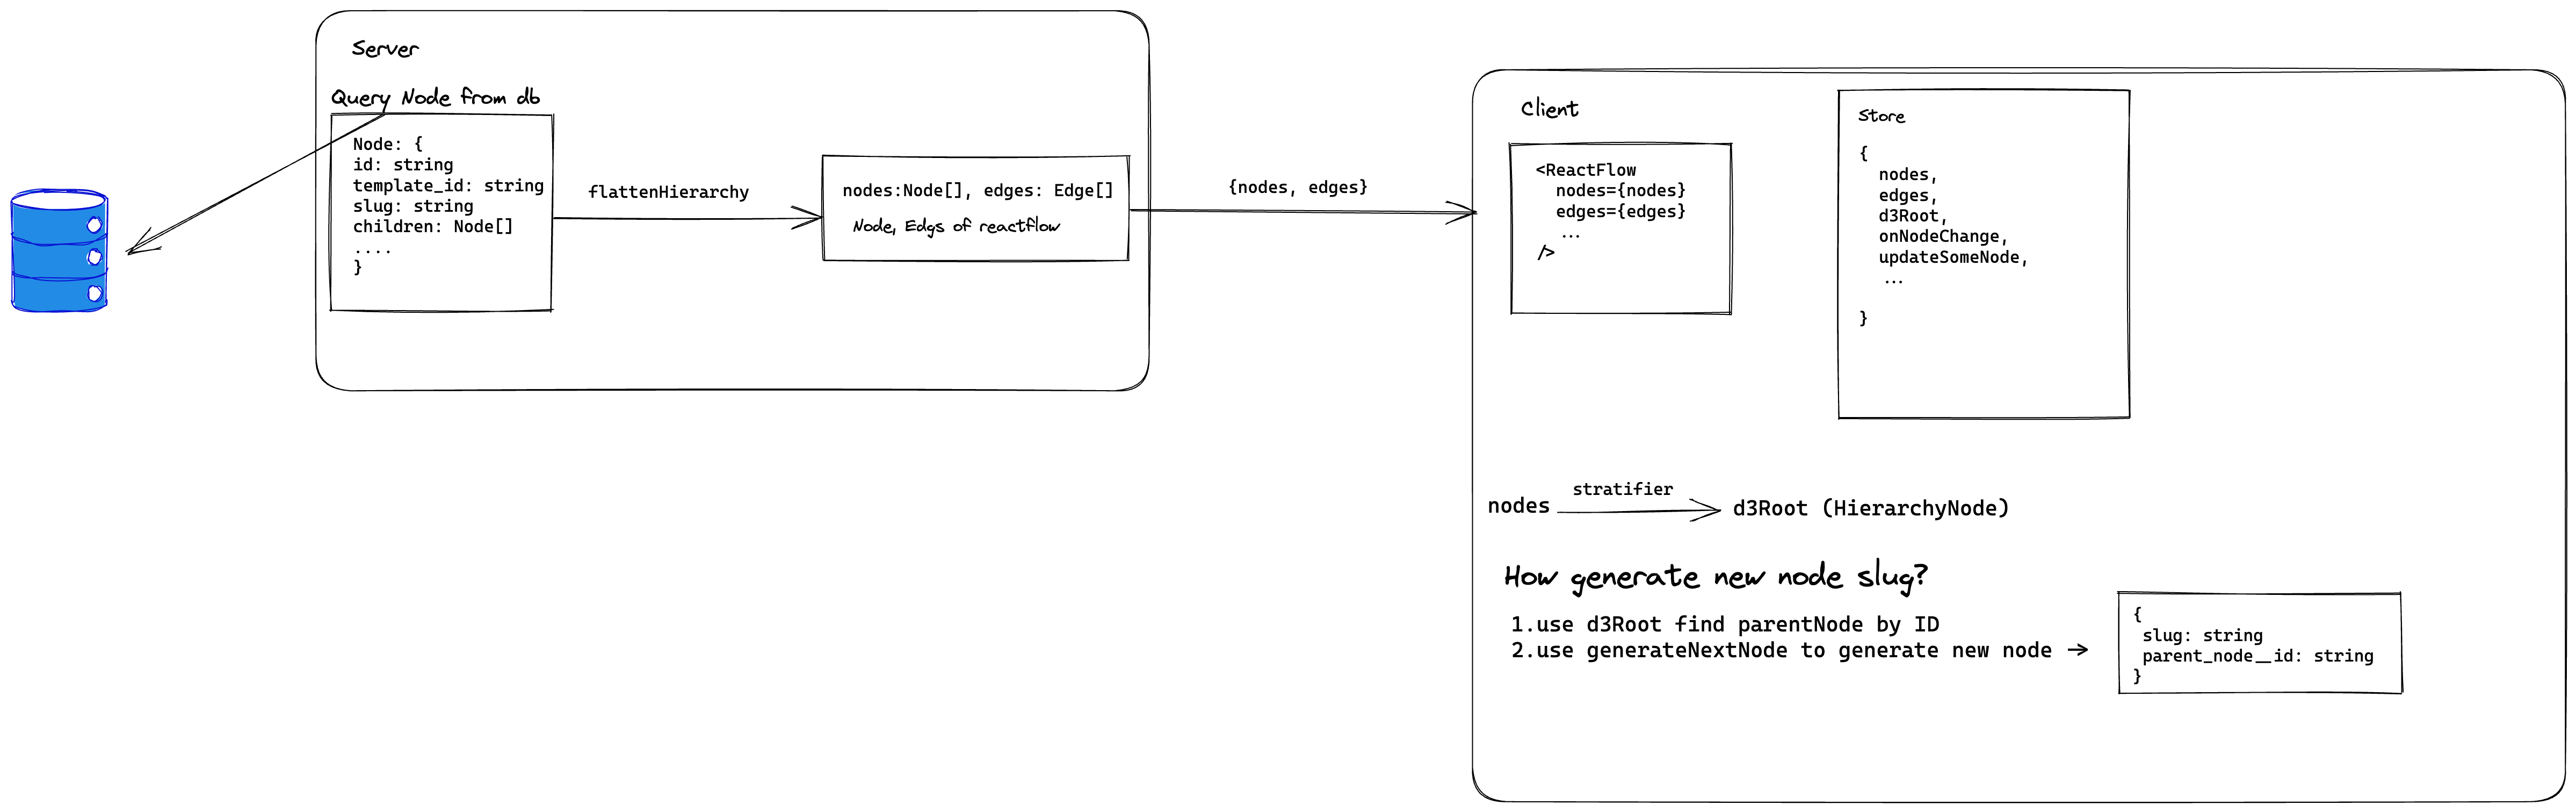 Server
Query Node from db
Node: {
id: string
template_id: string
slug: string
children: Node[]
....
}
flattenHierarchy
nodes:Node[], edges: Edge[]
Node, Edgs of reactflow
{nodes, edges}
Client
<ReactFlow
nodes={nodes}
edges={edges}
...
/>
Store
{
nodes,
edges,
d3Root,
onNodeChange,
updateSomeNode,
...
}
nodes
stratifier
d3Root (HierarchyNode)
How generate new node slug?
1.use d3Root find parentNode by ID
2.use generateNextNode to generate new node ->
{
slug: string
parent_node__id: string
}